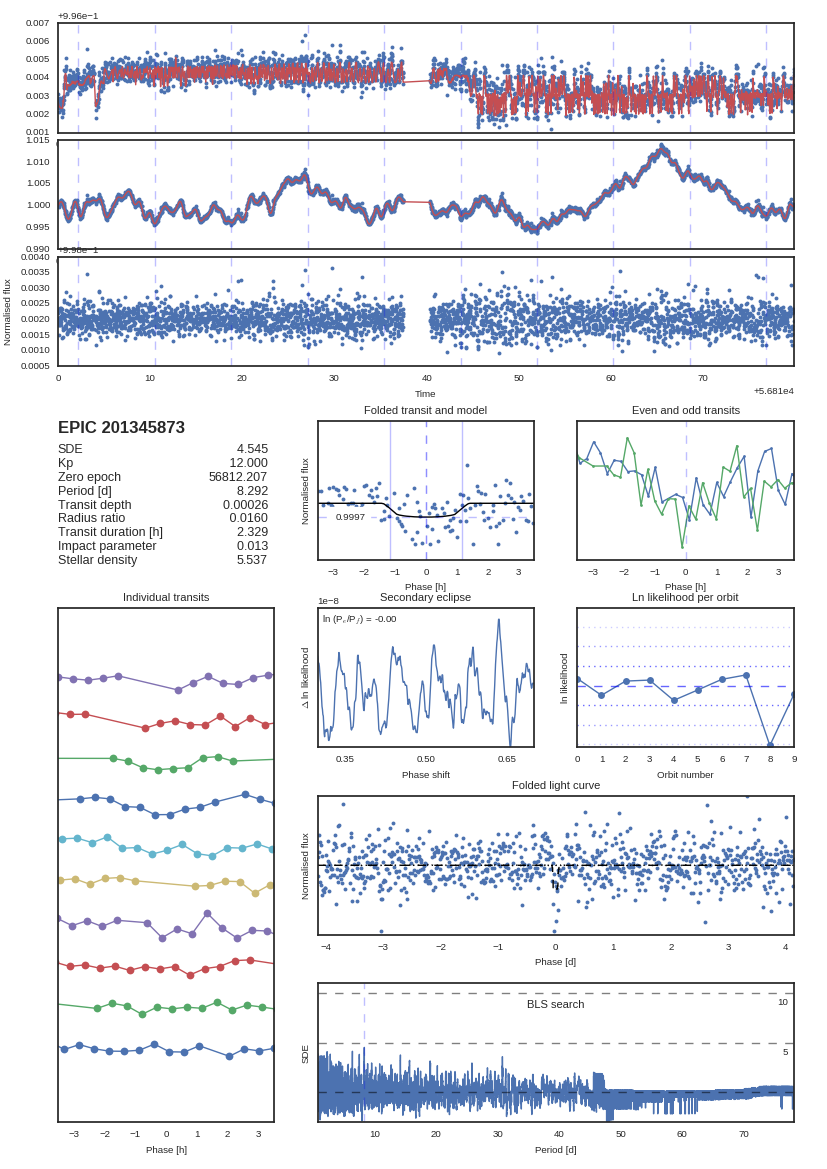 +9.96e−1
0.007
0.006
0.005
0.004
0.003
0.002
0.001
1.015
1.010
1.005
1.000
0.995
0.990
+9.98e−1
0.0040
0.0035
0.0030
0.0025
0.0020
0.0015
0.0010
0.0005
Normalised flux
0 10 20 30 40 50 60 70
Time
+5.681e4
EPIC 201345873
SDE 4.545
Kp 12.000
Zero epoch 56812.207
Period [d] 8.292
Transit depth 0.00026
Radius ratio 0.0160
Transit duration [h] 2.329
Impact parameter 0.013
Stellar density 5.537
Folded transit and model
Normalised flux
0.9997
−3 −2 −1 0 1 2 3
Phase [h]
Even and odd transits
−3 −2 −1 0 1 2 3
Phase [h]
Individual transits
−3 −2 −1 0 1 2 3
Phase [h]
Secondary eclipse
1e−8
ln (Pₑ/P_f) = -0.00
Δ ln likelihood
0.35 0.50 0.65
Phase shift
Ln likelihood per orbit
ln likelihood
0 1 2 3 4 5 6 7 8 9
Orbit number
Folded light curve
Normalised flux
−4 −3 −2 −1 0 1 2 3 4
Phase [d]
BLS search
10
5
SDE
10 20 30 40 50 60 70
Period [d]